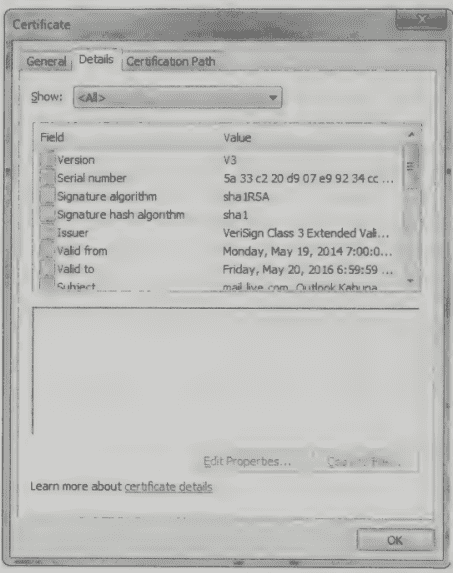 Certificate
General Details Certification Path
Show: <All>
Field Value
Version V3
Serial number 5a 33 c2 20 d9 07 e9 92 34 cc ...
Signature algorithm sha1RSA
Signature hash algorithm sha1
Issuer VeriSign Class 3 Extended Vali...
Valid from Monday, May 19, 2014 7:00:0...
Valid to Friday, May 20, 2016 6:59:59 ...
Subject mail.live.com, Outlook Kahuna
Edit Properties...
Learn more about certificate details
OK